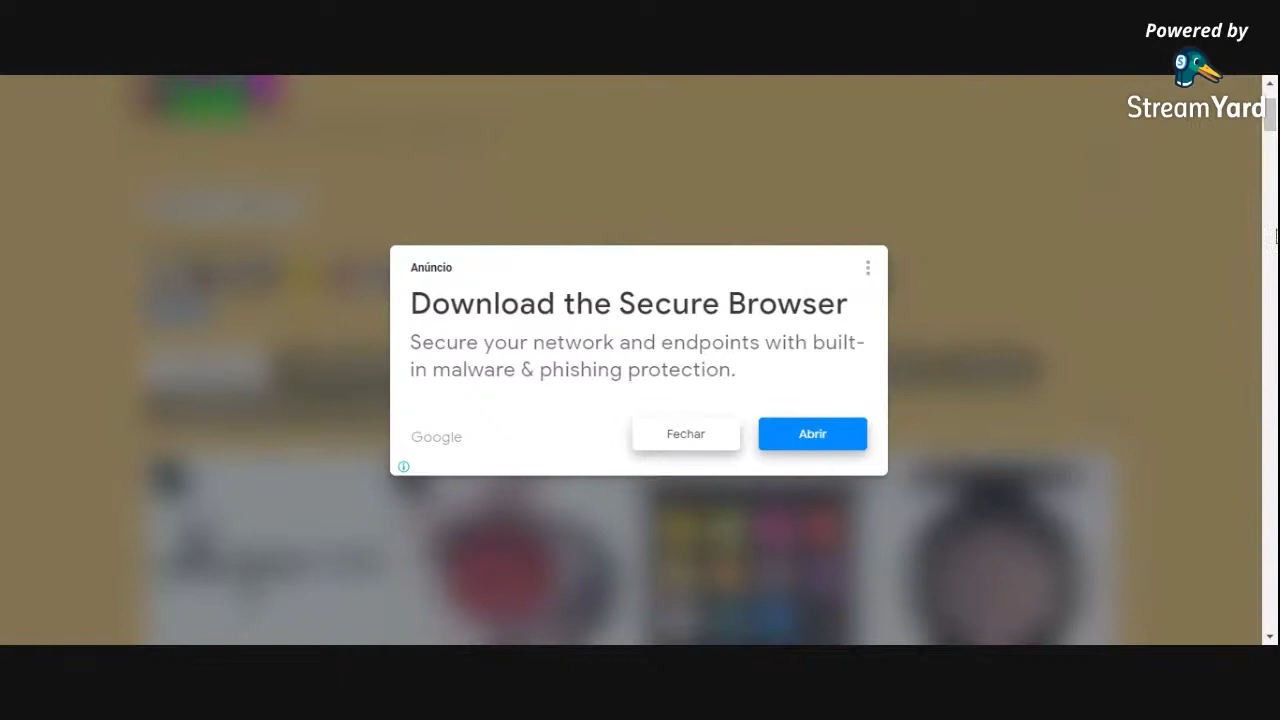 Powered by
StreamYard
Anúncio
Download the Secure Browser
Secure your network and endpoints with built-
in malware & phishing protection.
Google
Fechar
Abrir